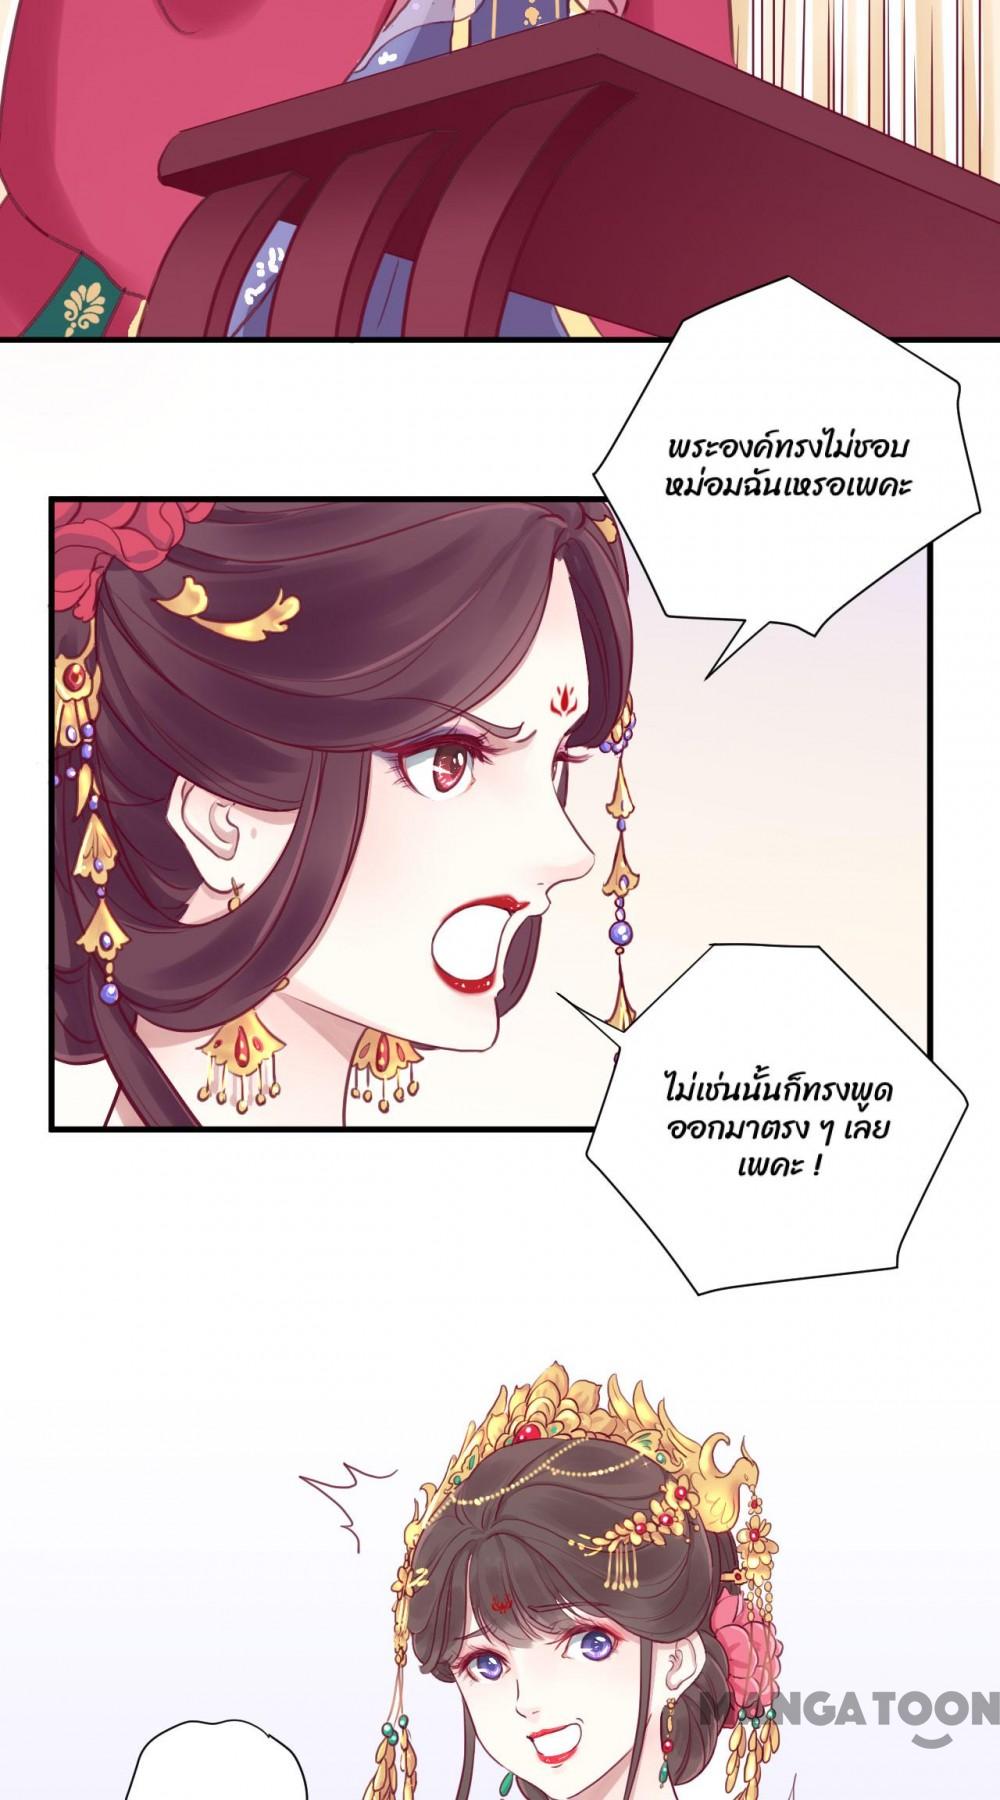 พระองค์ทรงไม่ชอบ
หม่อมฉันเหรอเพคะ
ไม่เช่นนั้นก็ทรงพูด
ออกมาตรง ๆ เลย
เพคะ !
MANGATOON